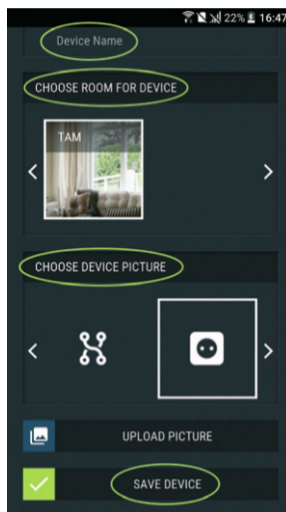 22% 16:47
Device Name
CHOOSE ROOM FOR DEVICE
TAM
CHOOSE DEVICE PICTURE
UPLOAD PICTURE
SAVE DEVICE